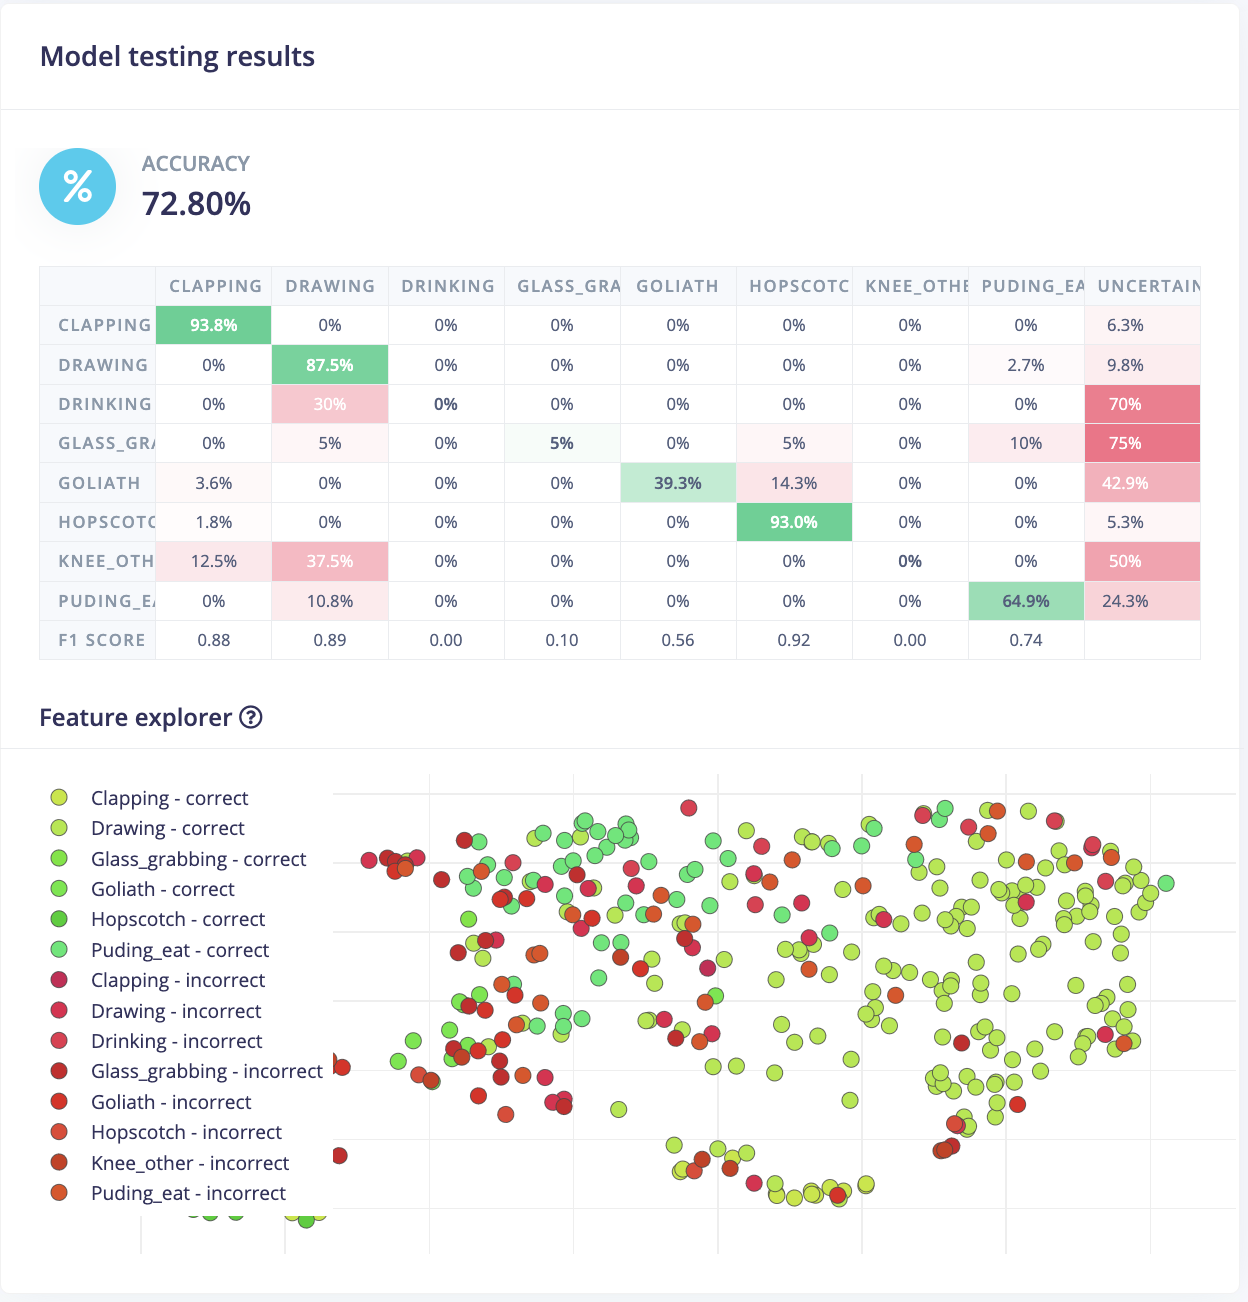 Model testing results
%
ACCURACY
72.80%
CLAPPING DRAWING DRINKING GLASS_GRA GOLIATH HOPSCOTC KNEE_OTHE PUDING_EA UNCERTAIN
CLAPPING 93.8% 0% 0% 0% 0% 0% 0% 0% 6.3%
DRAWING 0% 87.5% 0% 0% 0% 0% 0% 2.7% 9.8%
DRINKING 0% 30% 0% 0% 0% 0% 0% 0% 70%
GLASS_GRA 0% 5% 0% 5% 0% 5% 0% 10% 75%
GOLIATH 3.6% 0% 0% 0% 39.3% 14.3% 0% 0% 42.9%
HOPSCOTC 1.8% 0% 0% 0% 0% 93.0% 0% 0% 5.3%
KNEE_OTH 12.5% 37.5% 0% 0% 0% 0% 0% 0% 50%
PUDING_EA 0% 10.8% 0% 0% 0% 0% 0% 64.9% 24.3%
F1 SCORE 0.88 0.89 0.00 0.10 0.56 0.92 0.00 0.74
Feature explorer ?
Clapping - correct
Drawing - correct
Glass_grabbing - correct
Goliath - correct
Hopscotch - correct
Puding_eat - correct
Clapping - incorrect
Drawing - incorrect
Drinking - incorrect
Glass_grabbing - incorrect
Goliath - incorrect
Hopscotch - incorrect
Knee_other - incorrect
Puding_eat - incorrect